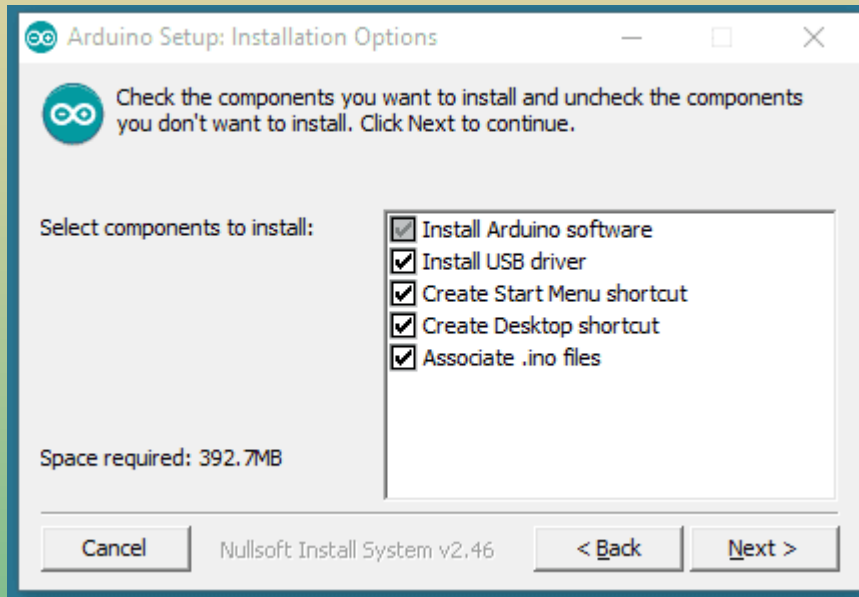 Arduino Setup: Installation Options
Check the components you want to install and uncheck the components
you don't want to install. Click Next to continue.
Select components to install:
Install Arduino software
Install USB driver
Create Start Menu shortcut
Create Desktop shortcut
Associate .ino files
Space required: 392.7MB
Cancel
Nullsoft Install System v2.46
< Back
Next >